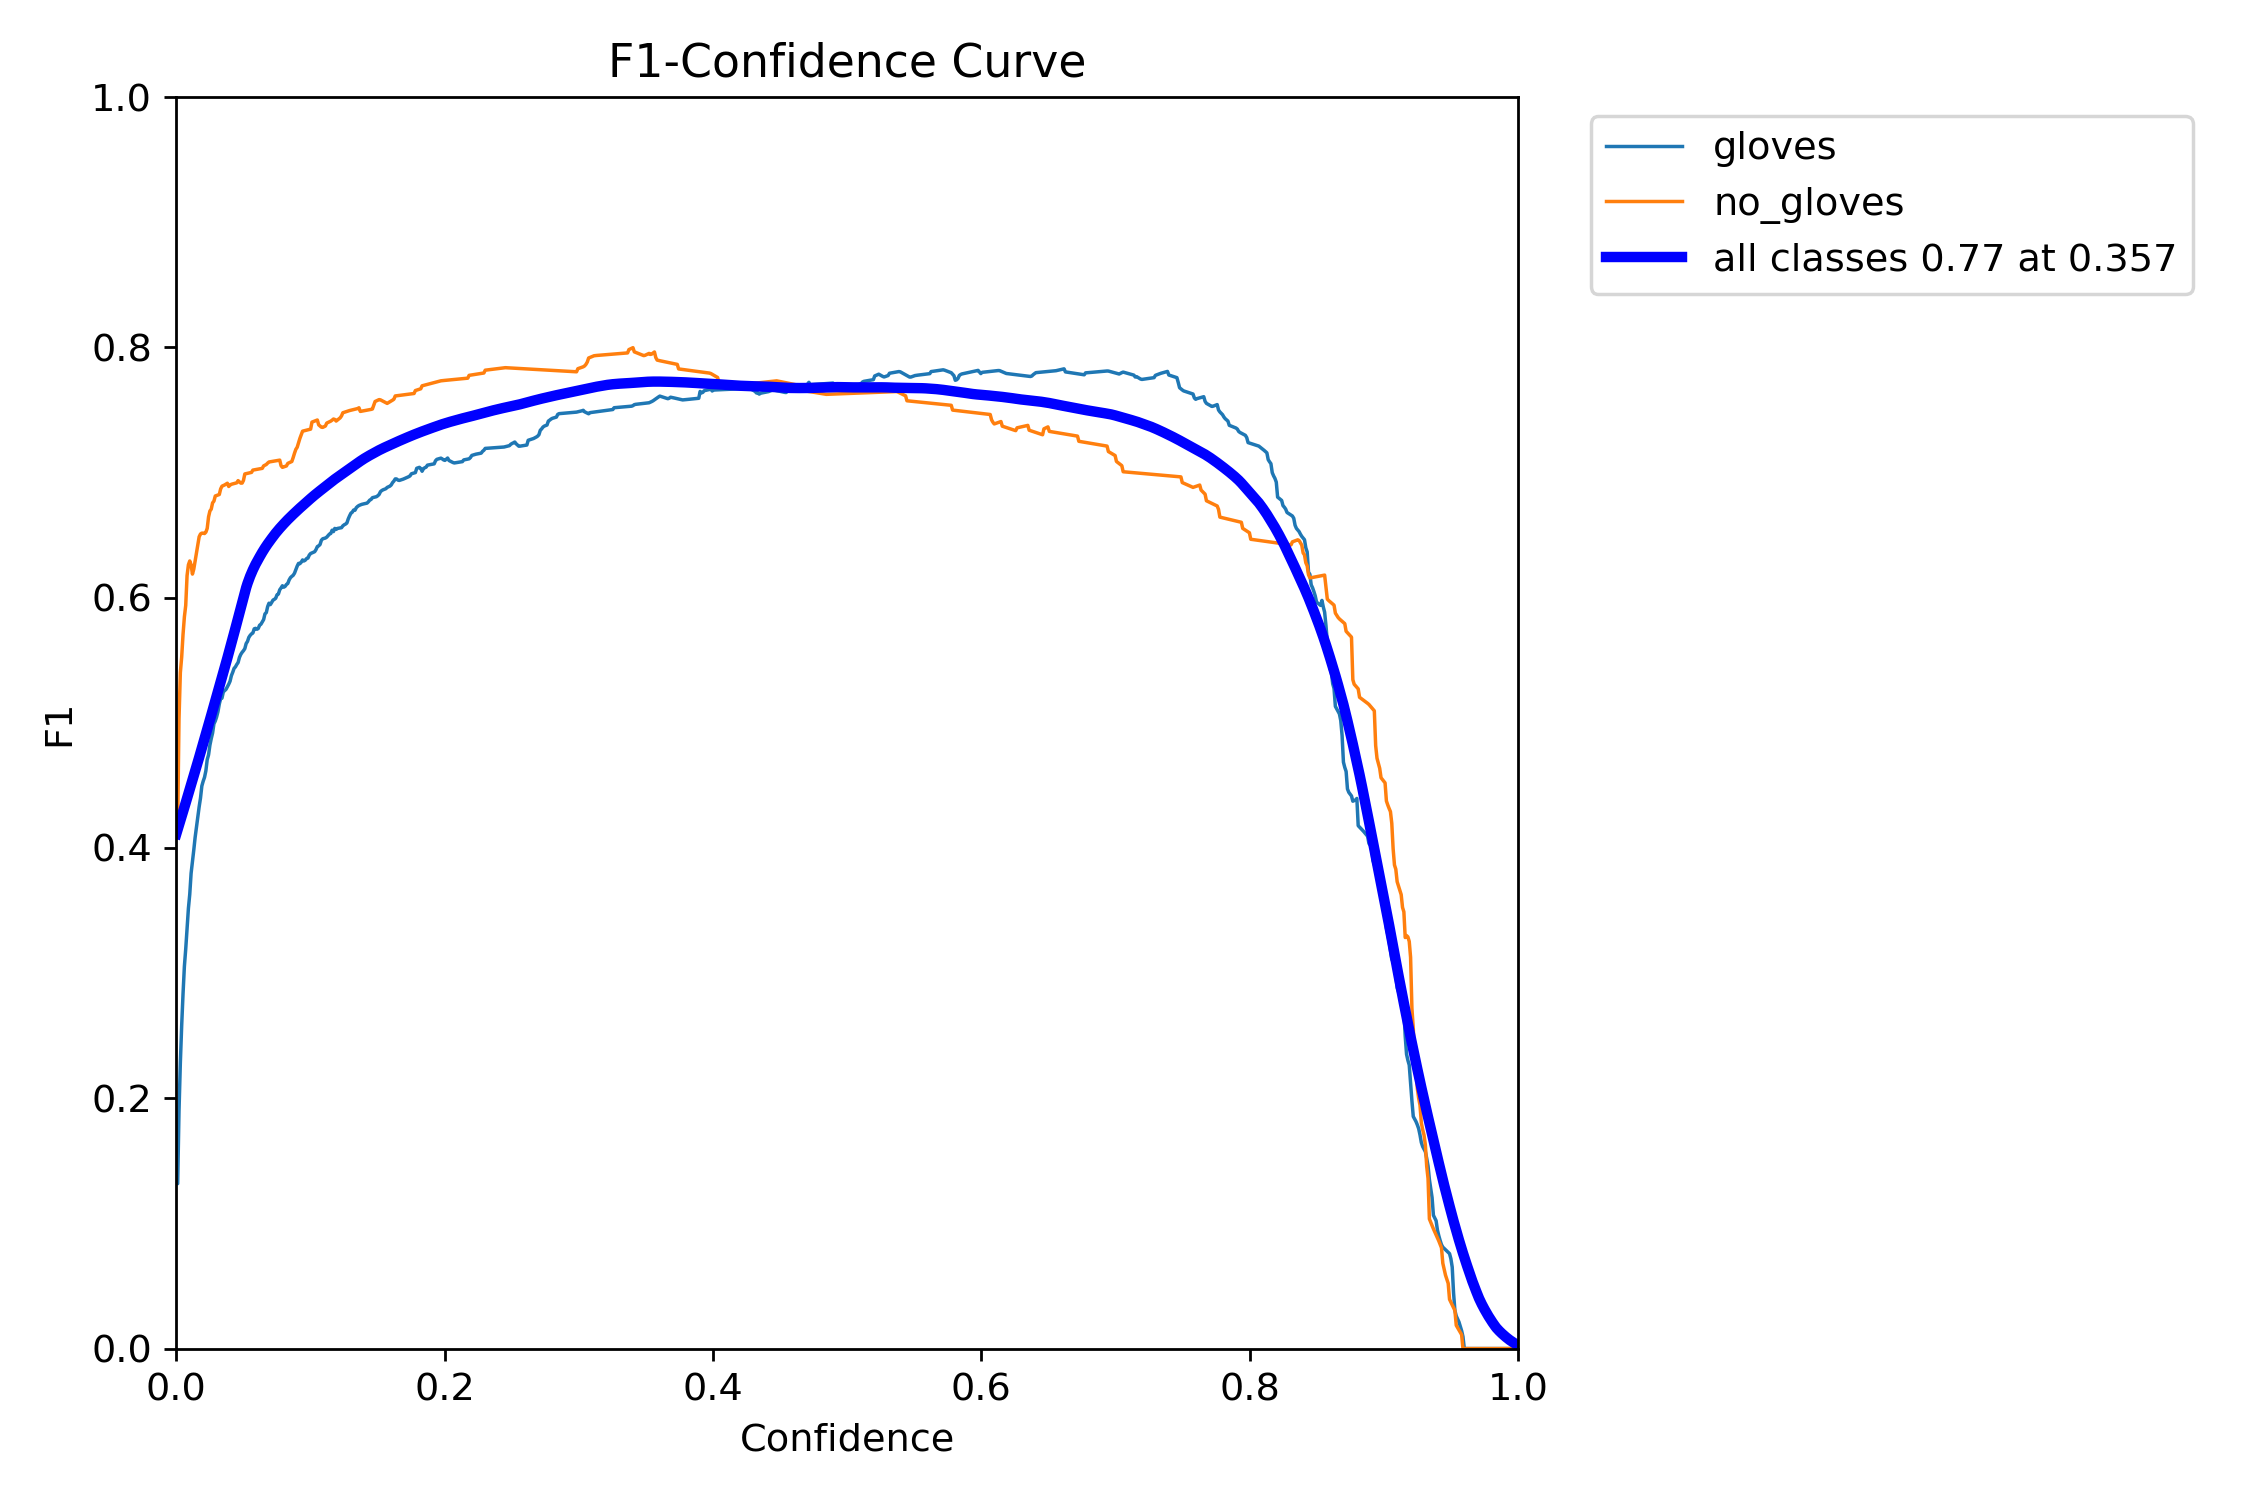 F1-Confidence Curve
1.0
0.8
0.6
0.4
0.2
0.0
F1
0.0 0.2 0.4 0.6 0.8 1.0
Confidence
gloves
no_gloves
all classes 0.77 at 0.357